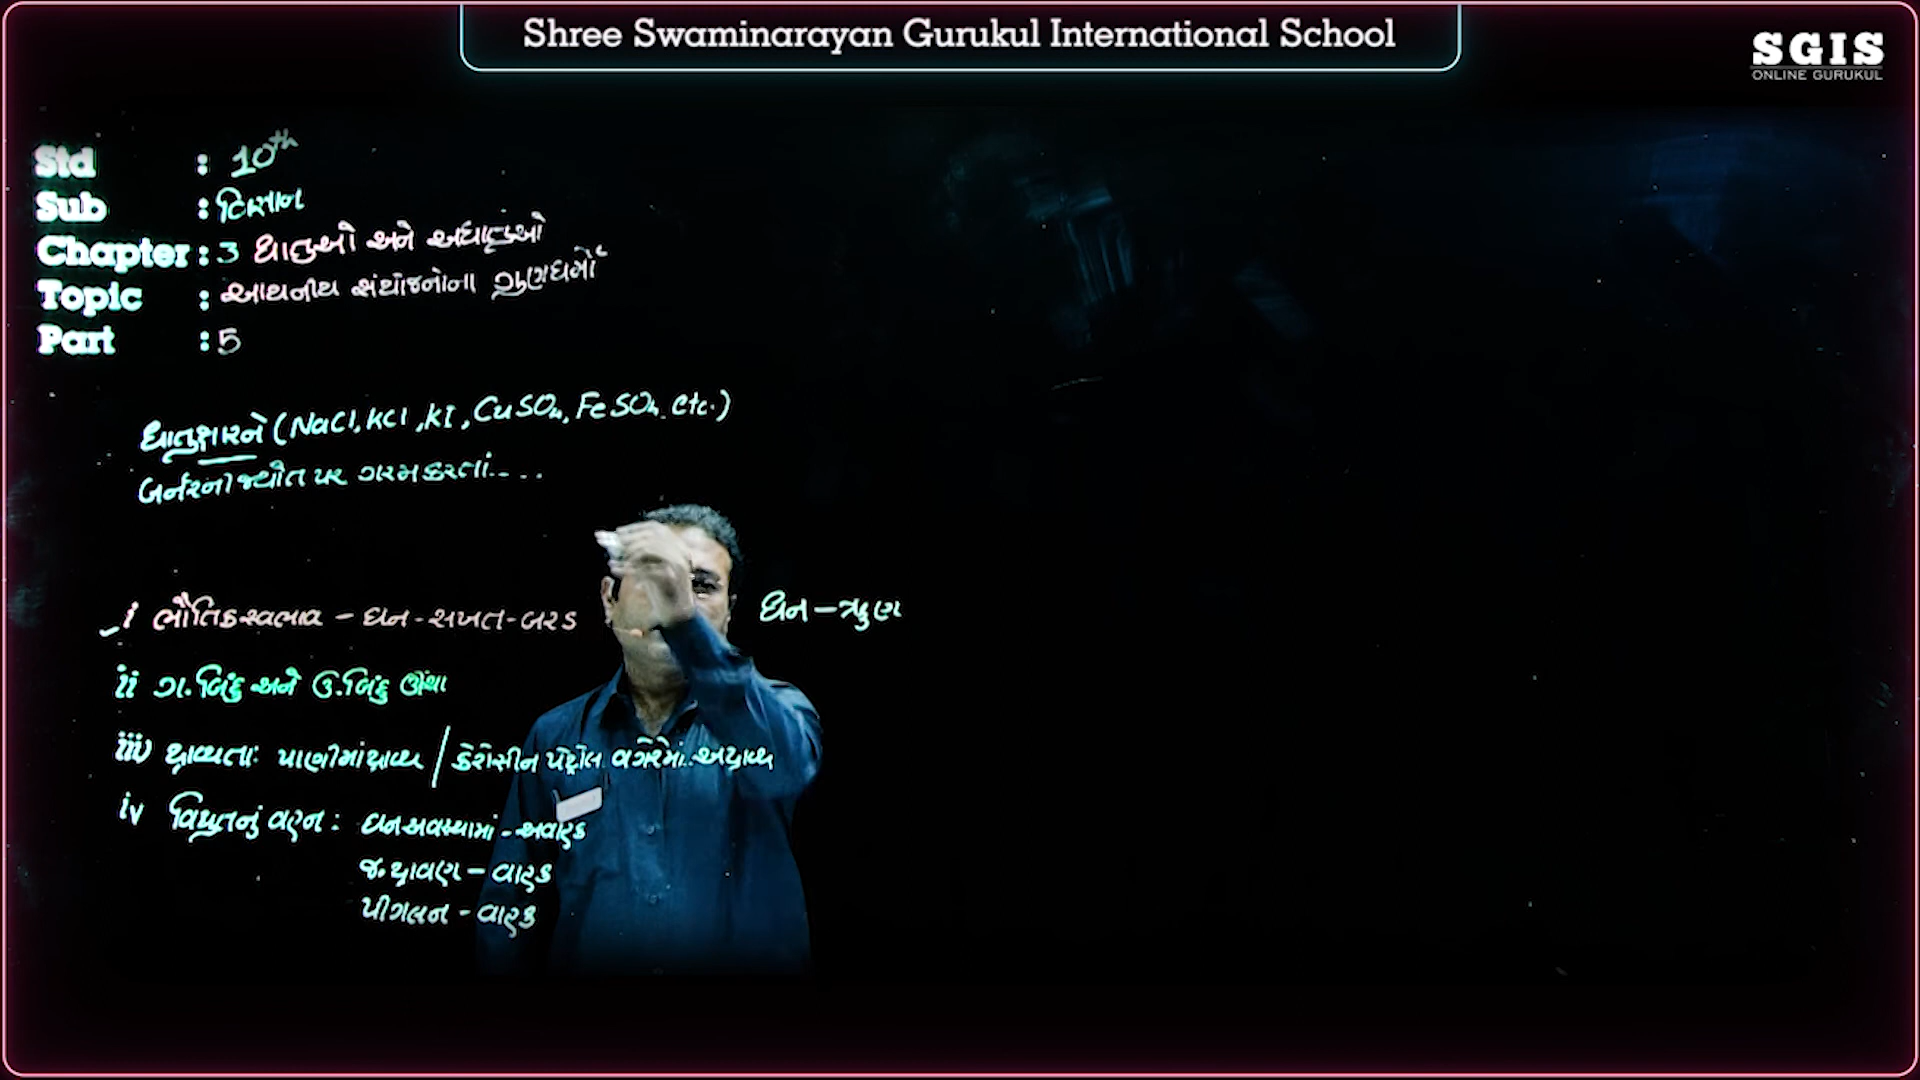 Shree Swaminarayan Gurukul International School
SGIS
ONLINE GURUKUL
Std : 10th
Sub : વિજ્ઞાન
Chapter : 3 ધાતુઓ અને અધાતુઓ
Topic : આયનીય સંયોજનોના ગુણધર્મો
Part : 5
ધાતુક્ષારને (NaCl, KCl, KI, CuSO4, FeSO4 etc.)
બર્નરની જ્યોત પર ગરમ કરતાં....
i ભૌતિક સ્વભાવ - ઘન - સખત - બરડ ધન - ઋણ
ii ગ. બિંદુ અને ઉ. બિંદુ ઊંચા
iii દ્રાવ્યતા: પાણીમાં દ્રાવ્ય / કેરોસીન પેટ્રોલ વગેરેમાં અદ્રાવ્ય
iv વિદ્યુતનું વહન : ઘન અવસ્થામાં - અવાહક
જ. દ્રાવણ - વાહક
પીગલન - વાહક